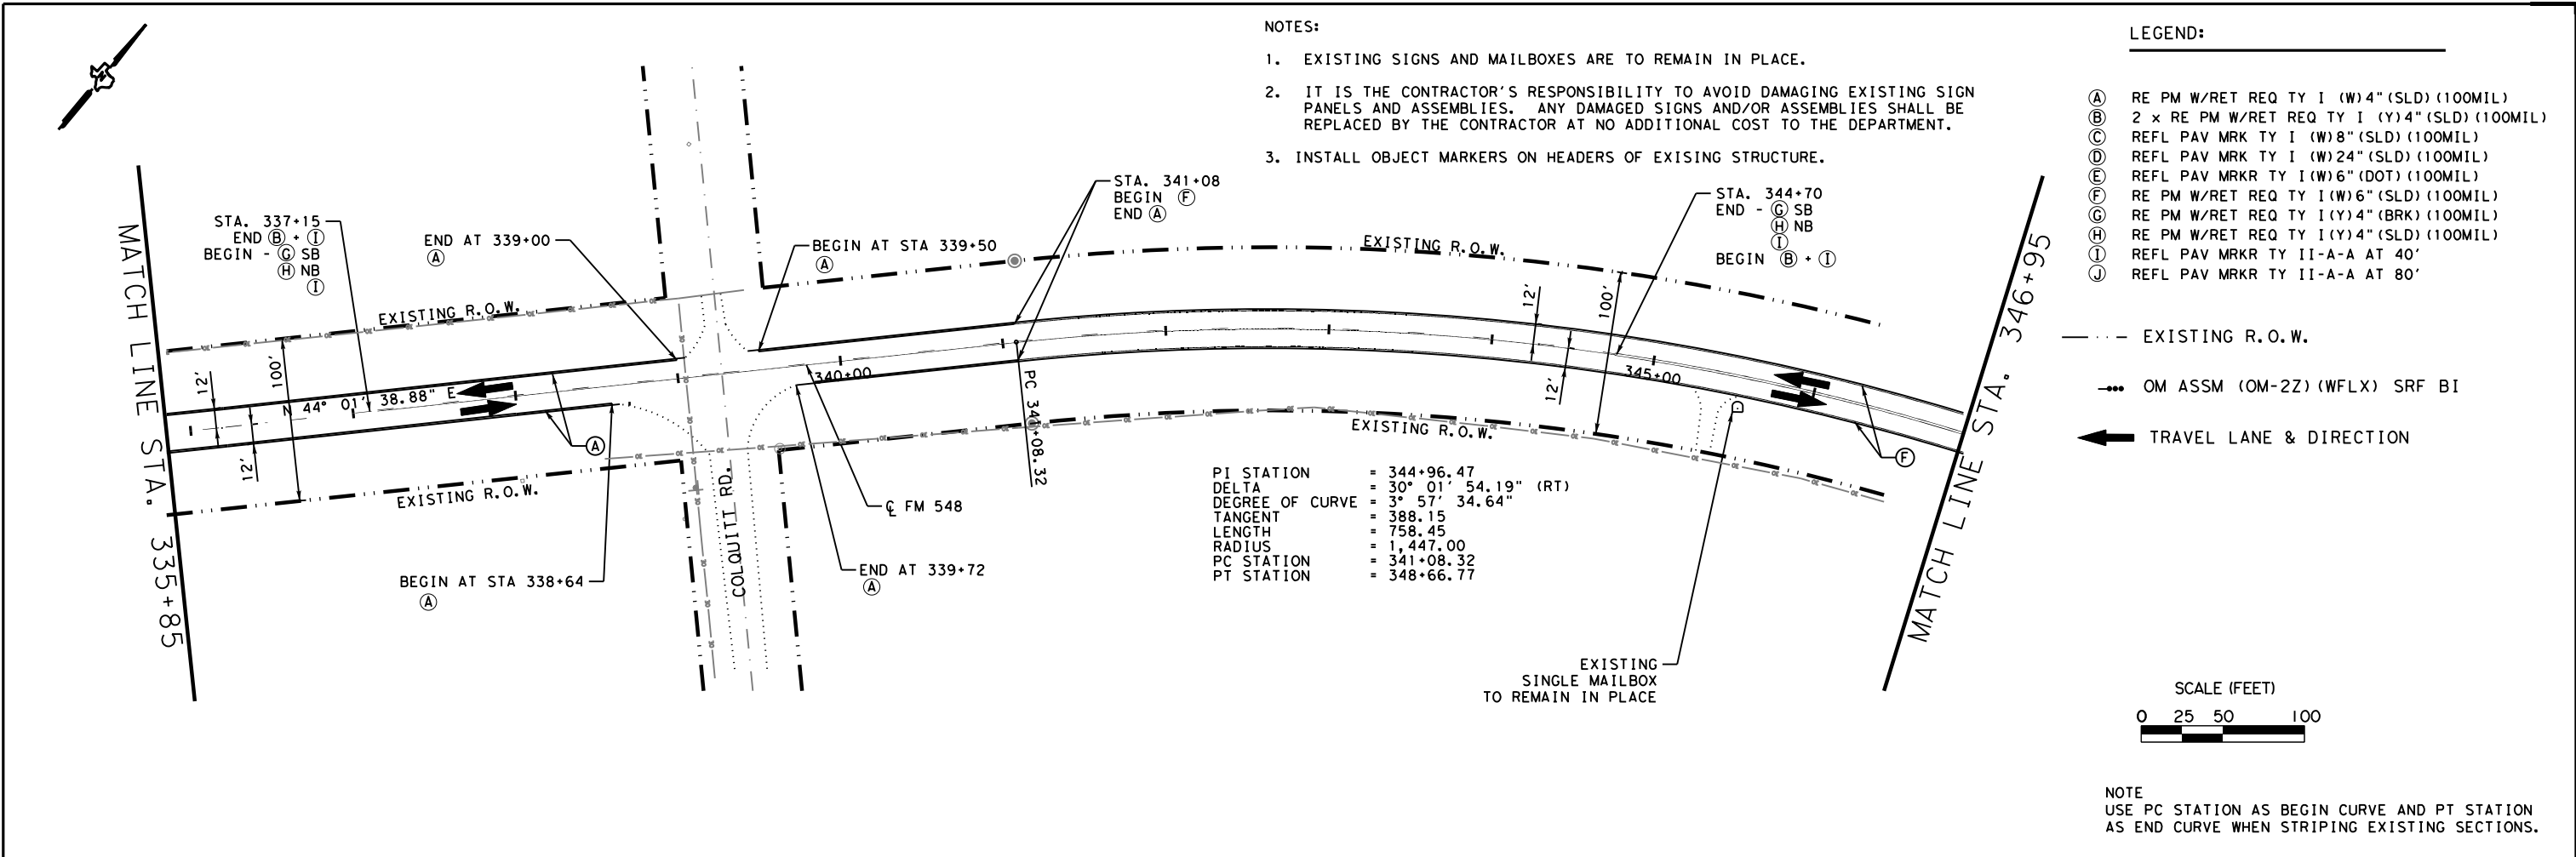 NOTES:
1. EXISTING SIGNS AND MAILBOXES ARE TO REMAIN IN PLACE.
2. IT IS THE CONTRACTOR'S RESPONSIBILITY TO AVOID DAMAGING EXISTING SIGN
PANELS AND ASSEMBLIES. ANY DAMAGED SIGNS AND/OR ASSEMBLIES SHALL BE
REPLACED BY THE CONTRACTOR AT NO ADDITIONAL COST TO THE DEPARTMENT.
3. INSTALL OBJECT MARKERS ON HEADERS OF EXISING STRUCTURE.
LEGEND:
Ⓐ RE PM W/RET REQ TY I (W)4"(SLD)(100MIL)
Ⓑ 2 x RE PM W/RET REQ TY I (Y)4"(SLD)(100MIL)
Ⓒ REFL PAV MRK TY I (W)8"(SLD)(100MIL)
Ⓓ REFL PAV MRK TY I (W)24"(SLD)(100MIL)
Ⓔ REFL PAV MRKR TY I(W)6"(DOT)(100MIL)
Ⓕ RE PM W/RET REQ TY I(W)6"(SLD)(100MIL)
Ⓖ RE PM W/RET REQ TY I(Y)4"(BRK)(100MIL)
Ⓗ RE PM W/RET REQ TY I(Y)4"(SLD)(100MIL)
Ⓘ REFL PAV MRKR TY II-A-A AT 40'
Ⓙ REFL PAV MRKR TY II-A-A AT 80'
EXISTING R.O.W.
OM ASSM (OM-2Z)(WFLX) SRF BI
TRAVEL LANE & DIRECTION
MATCH LINE STA. 335+85
STA. 337+15
END Ⓑ + Ⓘ
BEGIN - Ⓖ SB
Ⓗ NB
Ⓘ
END AT 339+00
Ⓐ
BEGIN AT STA 339+50
Ⓐ
STA. 341+08
BEGIN Ⓕ
END Ⓐ
STA. 344+70
END - Ⓖ SB
Ⓗ NB
Ⓘ
BEGIN Ⓑ + Ⓘ
MATCH LINE STA. 346+95
EXISTING R.O.W.
EXISTING R.O.W.
12'
100'
12'
N 44° 01' 38.88" E
340+00
345+00
12'
100'
12'
Ⓐ
Ⓕ
EXISTING R.O.W.
EXISTING R.O.W.
PC 341+08.32
COLQUITI RD.
℄ FM 548
BEGIN AT STA 338+64
Ⓐ
END AT 339+72
Ⓐ
PI STATION = 344+96.47
DELTA = 30° 01' 54.19" (RT)
DEGREE OF CURVE = 3° 57' 34.64"
TANGENT = 388.15
LENGTH = 758.45
RADIUS = 1,447.00
PC STATION = 341+08.32
PT STATION = 348+66.77
EXISTING
SINGLE MAILBOX
TO REMAIN IN PLACE
SCALE (FEET)
0 25 50 100
NOTE
USE PC STATION AS BEGIN CURVE AND PT STATION
AS END CURVE WHEN STRIPING EXISTING SECTIONS.